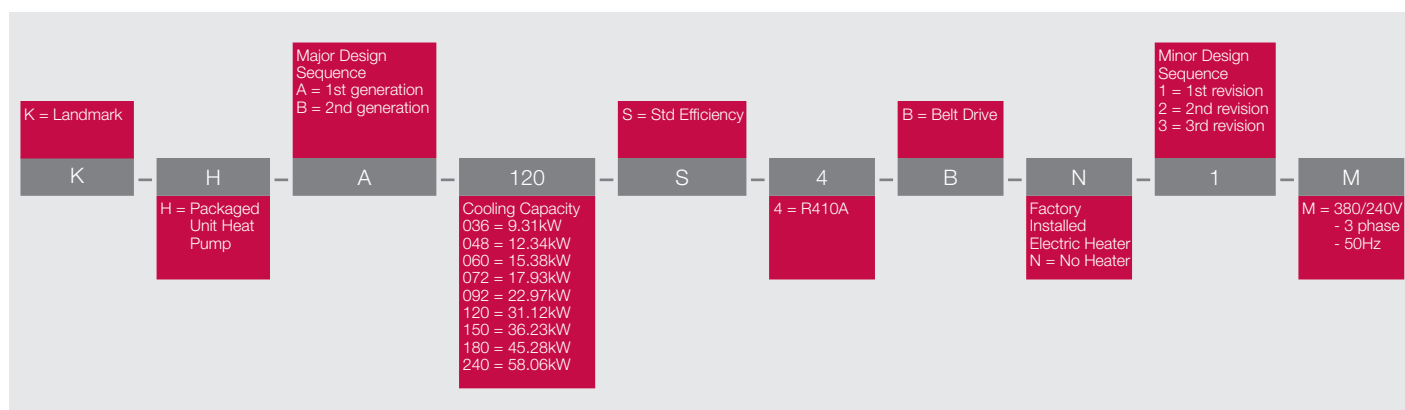 K = Landmark
K
–
H
H = Packaged
Unit Heat
Pump
–
Major Design
Sequence
A = 1st generation
B = 2nd generation
A
–
120
Cooling Capacity
036 = 9.31kW
048 = 12.34kW
060 = 15.38kW
072 = 17.93kW
092 = 22.97kW
120 = 31.12kW
150 = 36.23kW
180 = 45.28kW
240 = 58.06kW
–
S = Std Efficiency
S
–
4
4 = R410A
–
B = Belt Drive
B
–
N
Factory
Installed
Electric Heater
N = No Heater
–
Minor Design
Sequence
1 = 1st revision
2 = 2nd revision
3 = 3rd revision
1
–
M
M = 380/240V
- 3 phase
- 50Hz